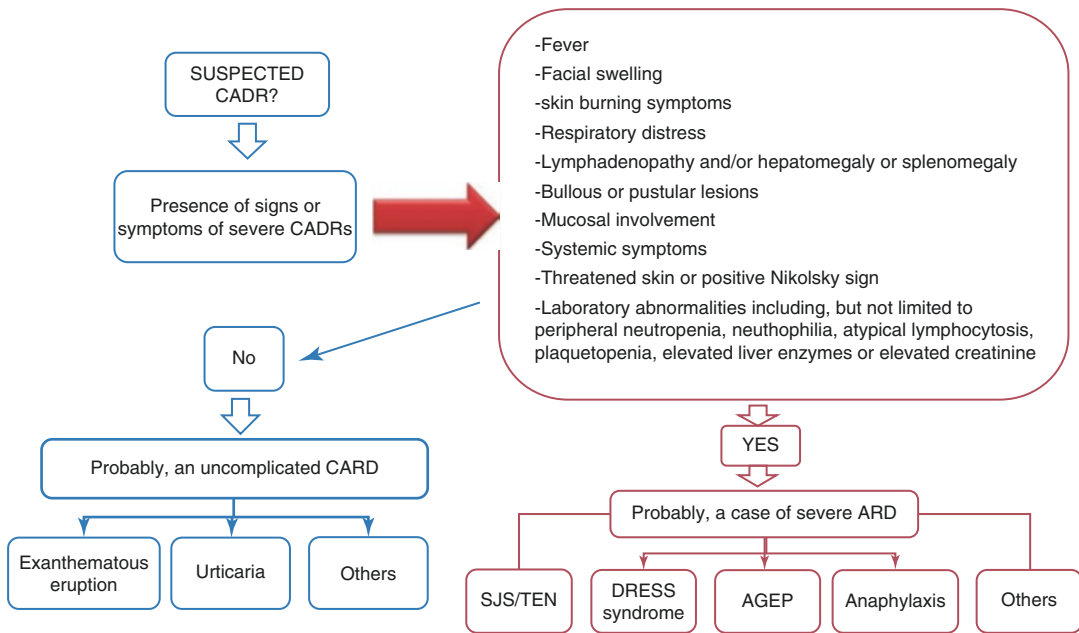 SUSPECTED
CADR?
Presence of signs or
symptoms of severe CADRs
-Fever
-Facial swelling
-skin burning symptoms
-Respiratory distress
-Lymphadenopathy and/or hepatomegaly or splenomegaly
-Bullous or pustular lesions
-Mucosal involvement
-Systemic symptoms
-Threatened skin or positive Nikolsky sign
-Laboratory abnormalities including, but not limited to
peripheral neutropenia, neuthophilia, atypical lymphocytosis,
plaquetopenia, elevated liver enzymes or elevated creatinine
No
Probably, an uncomplicated CARD
Exanthematous
eruption
Urticaria
Others
YES
Probably, a case of severe ARD
SJS/TEN
DRESS
syndrome
AGEP
Anaphylaxis
Others